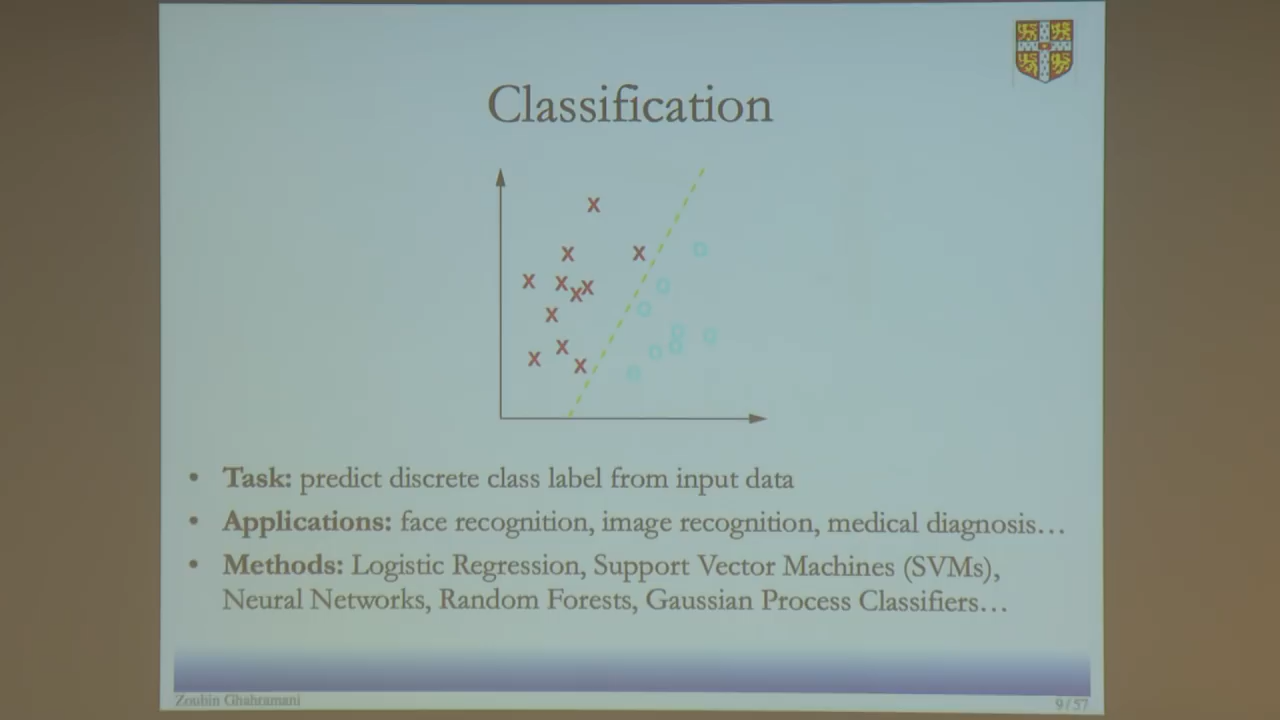 Classification
• Task: predict discrete class label from input data
• Applications: face recognition, image recognition, medical diagnosis…
• Methods: Logistic Regression, Support Vector Machines (SVMs),
Neural Networks, Random Forests, Gaussian Process Classifiers…
Zoubin Ghahramani
9/57